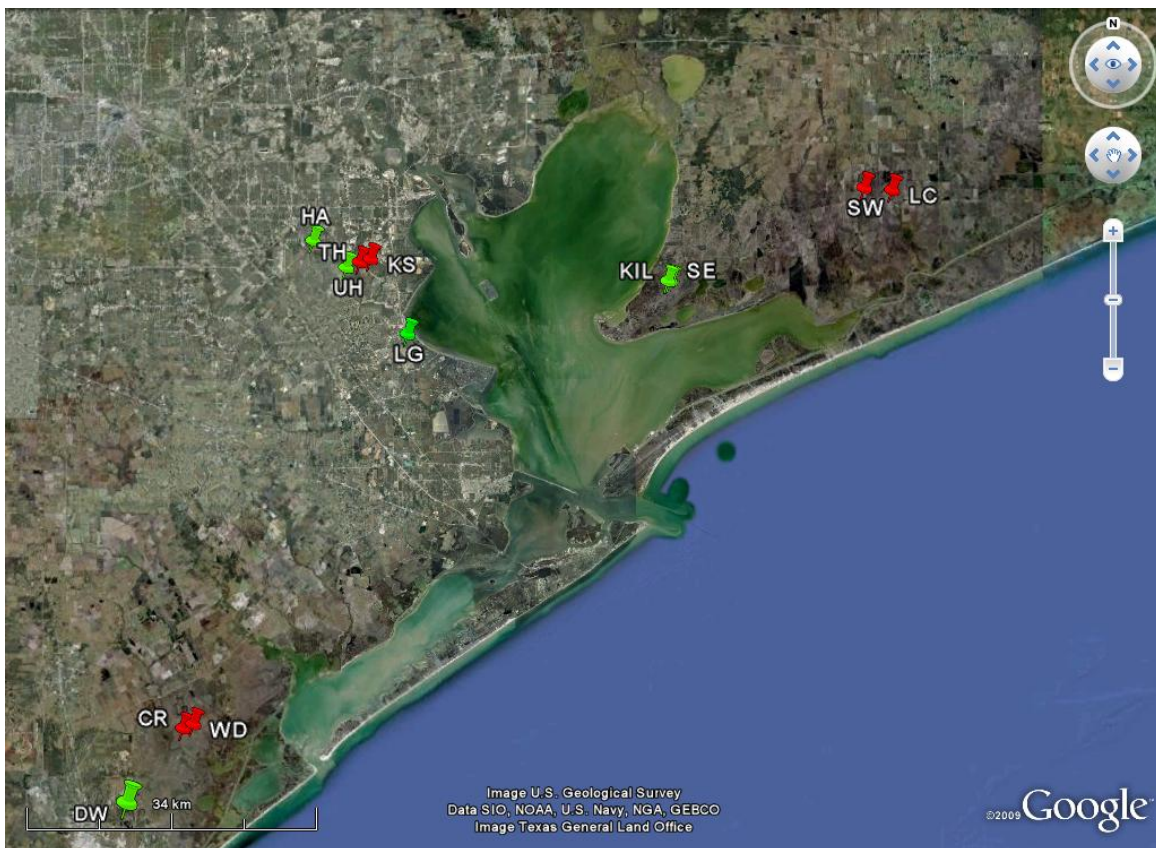 N
HA
TH
KS
UH
LG
KIL
SE
SW
LC
+
−
CR
WD
DW
34 km
Image U.S. Geological Survey
Data SIO, NOAA, U.S. Navy, NGA, GEBCO
Image Texas General Land Office
©2009 Google™